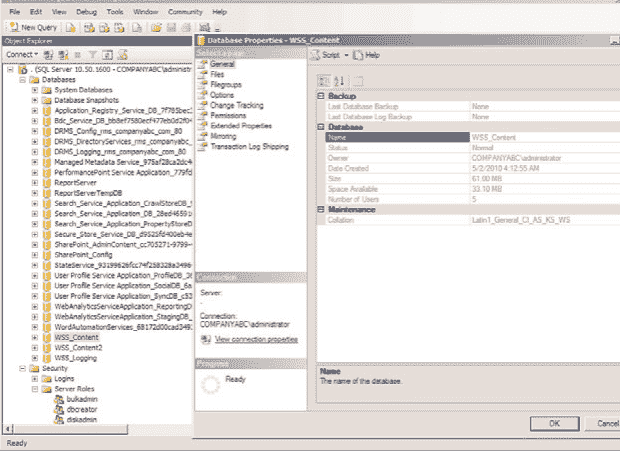 File Edit View Debug Tools Window Community Help
New Query
Object Explorer
Connect
. (SQL Server 10.50.1600 - COMPANYABC\administr
Databases
System Databases
Database Snapshots
Application_Registry_Service_DB_7f785bec
DRMS_Config_rms_companyabc_com_80
DRMS_DirectoryServices_rms_companyabc_com
DRMS_Logging_rms_companyabc_com_80
Managed Metadata Service_975af28ca2dc4
PerformancePoint Service Application_779fd
ReportServer
ReportServerTempDB
Search_Service_Application_CrawlStoreDB
Search_Service_Application_DB_28ed46591
Search_Service_Application_PropertyStoreD
Secure_Store_Service_DB_d9525fd400eb4e
SharePoint_AdminContent_cc705271-9799-
SharePoint_Config
StateService_93199626fcc74f258328a3496
User Profile Service Application_ProfileDB_3
User Profile Service Application_SocialDB_6a
User Profile Service Application_SyncDB_c53
WebAnalyticsServiceApplication_ReportingD
WebAnalyticsServiceApplication_StagingDB
WordAutomationServices_68172d00cad349
WSS_Content
WSS_Content2
WSS_Logging
Security
Logins
Server Roles
bulkadmin
dbcreator
diskadmin
Ready
Database Properties - WSS_Content
Select a page
General
Files
Filegroups
Options
Change Tracking
Permissions
Extended Properties
Mirroring
Transaction Log Shipping
Connection
Server:
.
Connection:
COMPANYABC\administrator
View connection properties
Progress
Ready
Script Help
Backup
Last Database Backup None
Last Database Log Backup None
Database
Name WSS_Content
Status Normal
Owner COMPANYABC\administrator
Date Created 5/2/2010 4:12:55 AM
Size 61.00 MB
Space Available 33.10 MB
Number of Users 5
Maintenance
Collation Latin1_General_CI_AS_KS_WS
Name
The name of the database.
OK Cancel